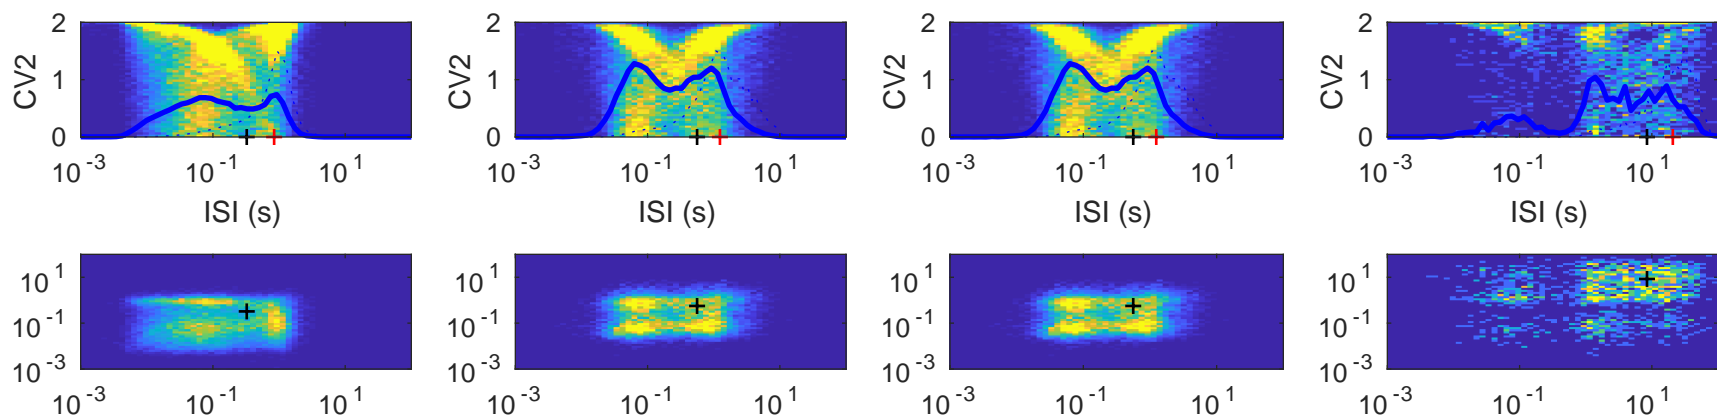 2 2 2 2
CV2 CV2 CV2 CV2
1 1 1 1
0 0 0 0
10^-3 10^-1 10^1 10^-3 10^-1 10^1 10^-3 10^-1 10^1 10^-3 10^-1 10^1
ISI (s) ISI (s) ISI (s) ISI (s)
10^1 10^1 10^1 10^1
10^-1 10^-1 10^-1 10^-1
10^-3 10^-3 10^-3 10^-3
10^-3 10^-1 10^1 10^-3 10^-1 10^1 10^-3 10^-1 10^1 10^-3 10^-1 10^1